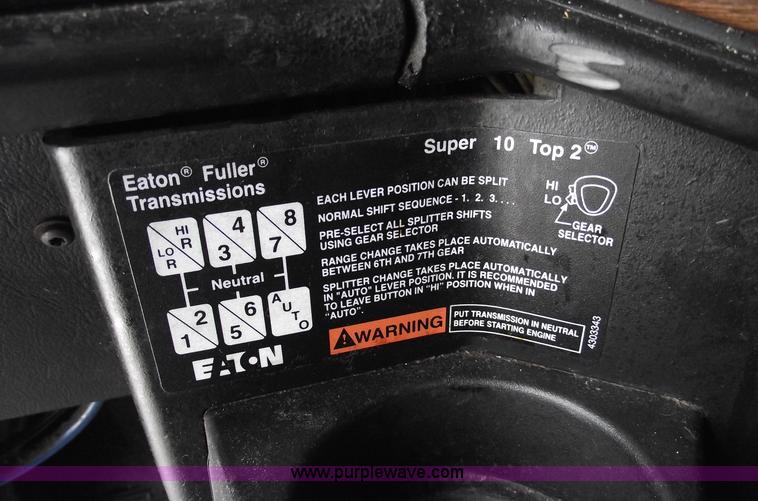 Super 10 Top 2™
Eaton® Fuller®
Transmissions
HI
R
LO
R
4
3
8
7
Neutral
2
1
6
5
AUTO
EATON
EACH LEVER POSITION CAN BE SPLIT
NORMAL SHIFT SEQUENCE - 1. 2. 3. . . .
PRE-SELECT ALL SPLITTER SHIFTS
USING GEAR SELECTOR
RANGE CHANGE TAKES PLACE AUTOMATICALLY
BETWEEN 6TH AND 7TH GEAR
SPLITTER CHANGE TAKES PLACE AUTOMATICALLY
IN "AUTO" LEVER POSITION. IT IS RECOMMENDED
TO LEAVE BUTTON IN "HI" POSITION WHEN IN
"AUTO".
HI
LO
GEAR
SELECTOR
WARNING
PUT TRANSMISSION IN NEUTRAL
BEFORE STARTING ENGINE
4303343
www.purplewave.com